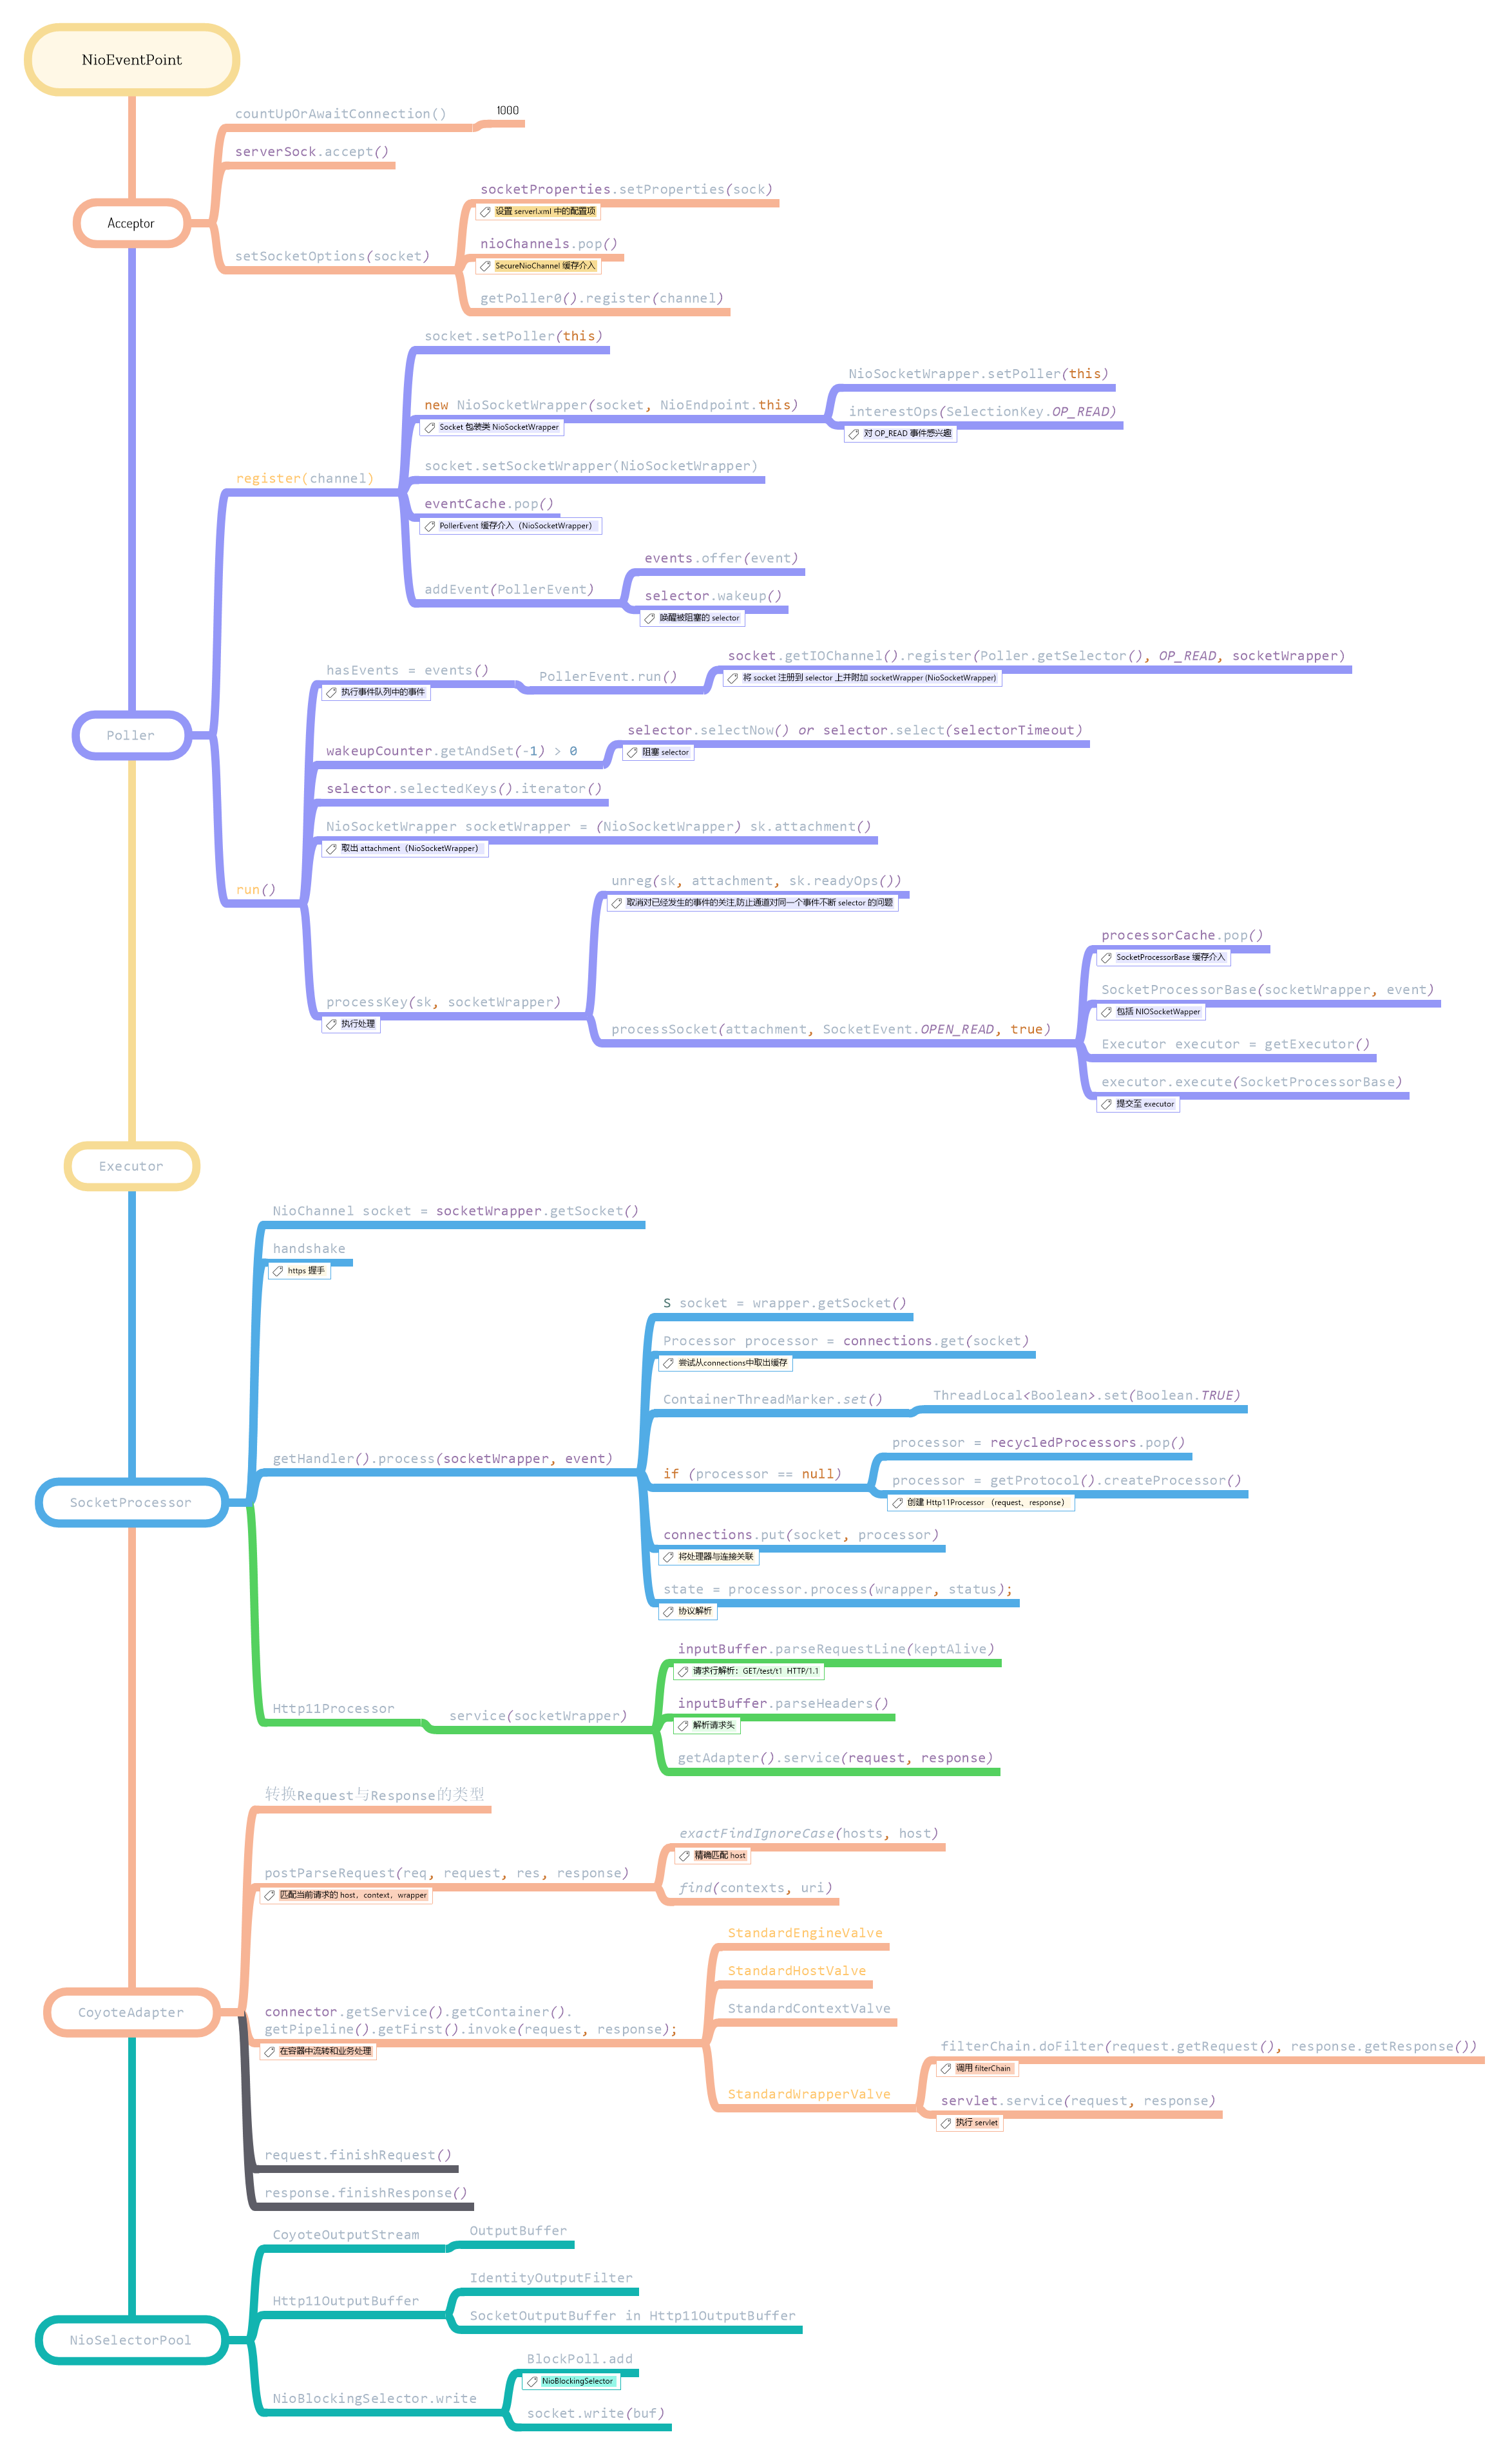 NioEventPoint
countUpOrAwaitConnection()
1000
serverSock.accept()
Acceptor
socketProperties.setProperties(sock)
设置 serverl.xml 中的配置项
nioChannels.pop()
SecureNioChannel 缓存介入
setSocketOptions(socket)
getPoller0().register(channel)
socket.setPoller(this)
NioSocketWrapper.setPoller(this)
new NioSocketWrapper(socket, NioEndpoint.this)
Socket 包装类 NioSocketWrapper
interestOps(SelectionKey.OP_READ)
对 OP_READ 事件感兴趣
socket.setSocketWrapper(NioSocketWrapper)
register(channel)
eventCache.pop()
PollerEvent 缓存介入（NioSocketWrapper）
events.offer(event)
addEvent(PollerEvent)
selector.wakeup()
唤醒被阻塞的 selector
hasEvents = events()
执行事件队列中的事件
PollerEvent.run()
socket.getIOChannel().register(Poller.getSelector(), OP_READ, socketWrapper)
将 socket 注册到 selector 上并附加 socketWrapper (NioSocketWrapper)
Poller
wakeupCounter.getAndSet(-1) > 0
selector.selectNow() or selector.select(selectorTimeout)
阻塞 selector
selector.selectedKeys().iterator()
NioSocketWrapper socketWrapper = (NioSocketWrapper) sk.attachment()
取出 attachment（NioSocketWrapper）
run()
unreg(sk, attachment, sk.readyOps())
取消对已经发生的事件的关注,防止通道对同一个事件不断 selector 的问题
processKey(sk, socketWrapper)
执行处理
processSocket(attachment, SocketEvent.OPEN_READ, true)
processorCache.pop()
SocketProcessorBase 缓存介入
SocketProcessorBase(socketWrapper, event)
包括 NIOSocketWapper
Executor executor = getExecutor()
executor.execute(SocketProcessorBase)
提交至 executor
Executor
NioChannel socket = socketWrapper.getSocket()
handshake
https 握手
S socket = wrapper.getSocket()
Processor processor = connections.get(socket)
尝试从connections中取出缓存
ContainerThreadMarker.set()
ThreadLocal<Boolean>.set(Boolean.TRUE)
getHandler().process(socketWrapper, event)
if (processor == null)
processor = recycledProcessors.pop()
processor = getProtocol().createProcessor()
创建 Http11Processor （request、response）
SocketProcessor
connections.put(socket, processor)
将处理器与连接关联
state = processor.process(wrapper, status);
协议解析
inputBuffer.parseRequestLine(keptAlive)
请求行解析：GET/test/t1 HTTP/1.1
Http11Processor
service(socketWrapper)
inputBuffer.parseHeaders()
解析请求头
getAdapter().service(request, response)
转换Request与Response的类型
exactFindIgnoreCase(hosts, host)
精确匹配 host
postParseRequest(req, request, res, response)
匹配当前请求的 host，context，wrapper
find(contexts, uri)
StandardEngineValve
StandardHostValve
CoyoteAdapter
connector.getService().getContainer().
getPipeline().getFirst().invoke(request, response);
在容器中流转和业务处理
StandardContextValve
StandardWrapperValve
filterChain.doFilter(request.getRequest(), response.getResponse())
调用 filterChain
servlet.service(request, response)
执行 servlet
request.finishRequest()
response.finishResponse()
CoyoteOutputStream
OutputBuffer
Http11OutputBuffer
IdentityOutputFilter
SocketOutputBuffer in Http11OutputBuffer
NioSelectorPool
BlockPoll.add
NioBlockingSelector
NioBlockingSelector.write
socket.write(buf)